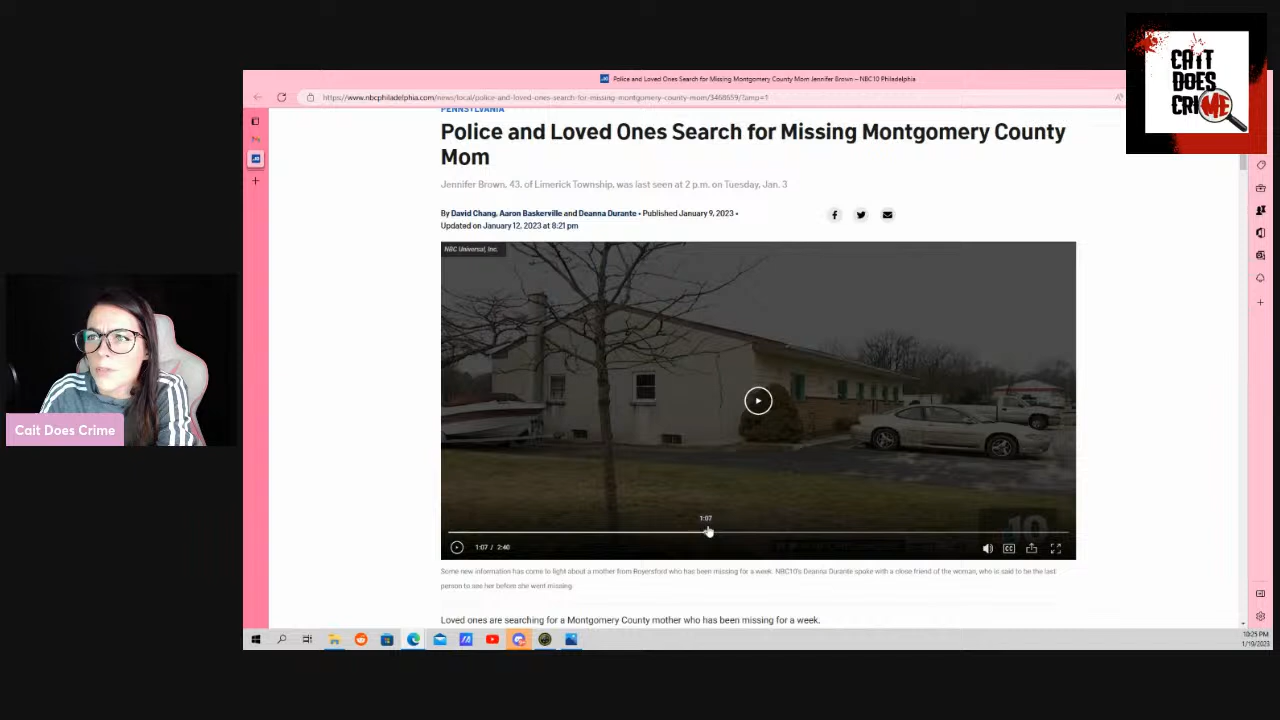 Police and Loved Ones Search for Missing Montgomery County Mom Jennifer Brown – NBC10 Philadelphia
https://www.nbcphiladelphia.com/news/local/police-and-loved-ones-search-for-missing-montgomery-county-mom/3468659/?amp=1
CAIT
DOES
CRIME
PENNSYLVANIA
Police and Loved Ones Search for Missing Montgomery County
Mom
Jennifer Brown, 43, of Limerick Township, was last seen at 2 p.m. on Tuesday, Jan. 3
By David Chang, Aaron Baskerville and Deanna Durante • Published January 9, 2023 •
Updated on January 12, 2023 at 8:21 pm
NBC Universal, Inc.
Cait Does Crime
1:07
10
1:07 / 2:46
CC
Some new information has come to light about a mother from Royersford who has been missing for a week. NBC10's Deanna Durante spoke with a close friend of the woman, who is said to be the last
person to see her before she went missing.
Loved ones are searching for a Montgomery County mother who has been missing for a week.
10:25 PM
1/19/2023